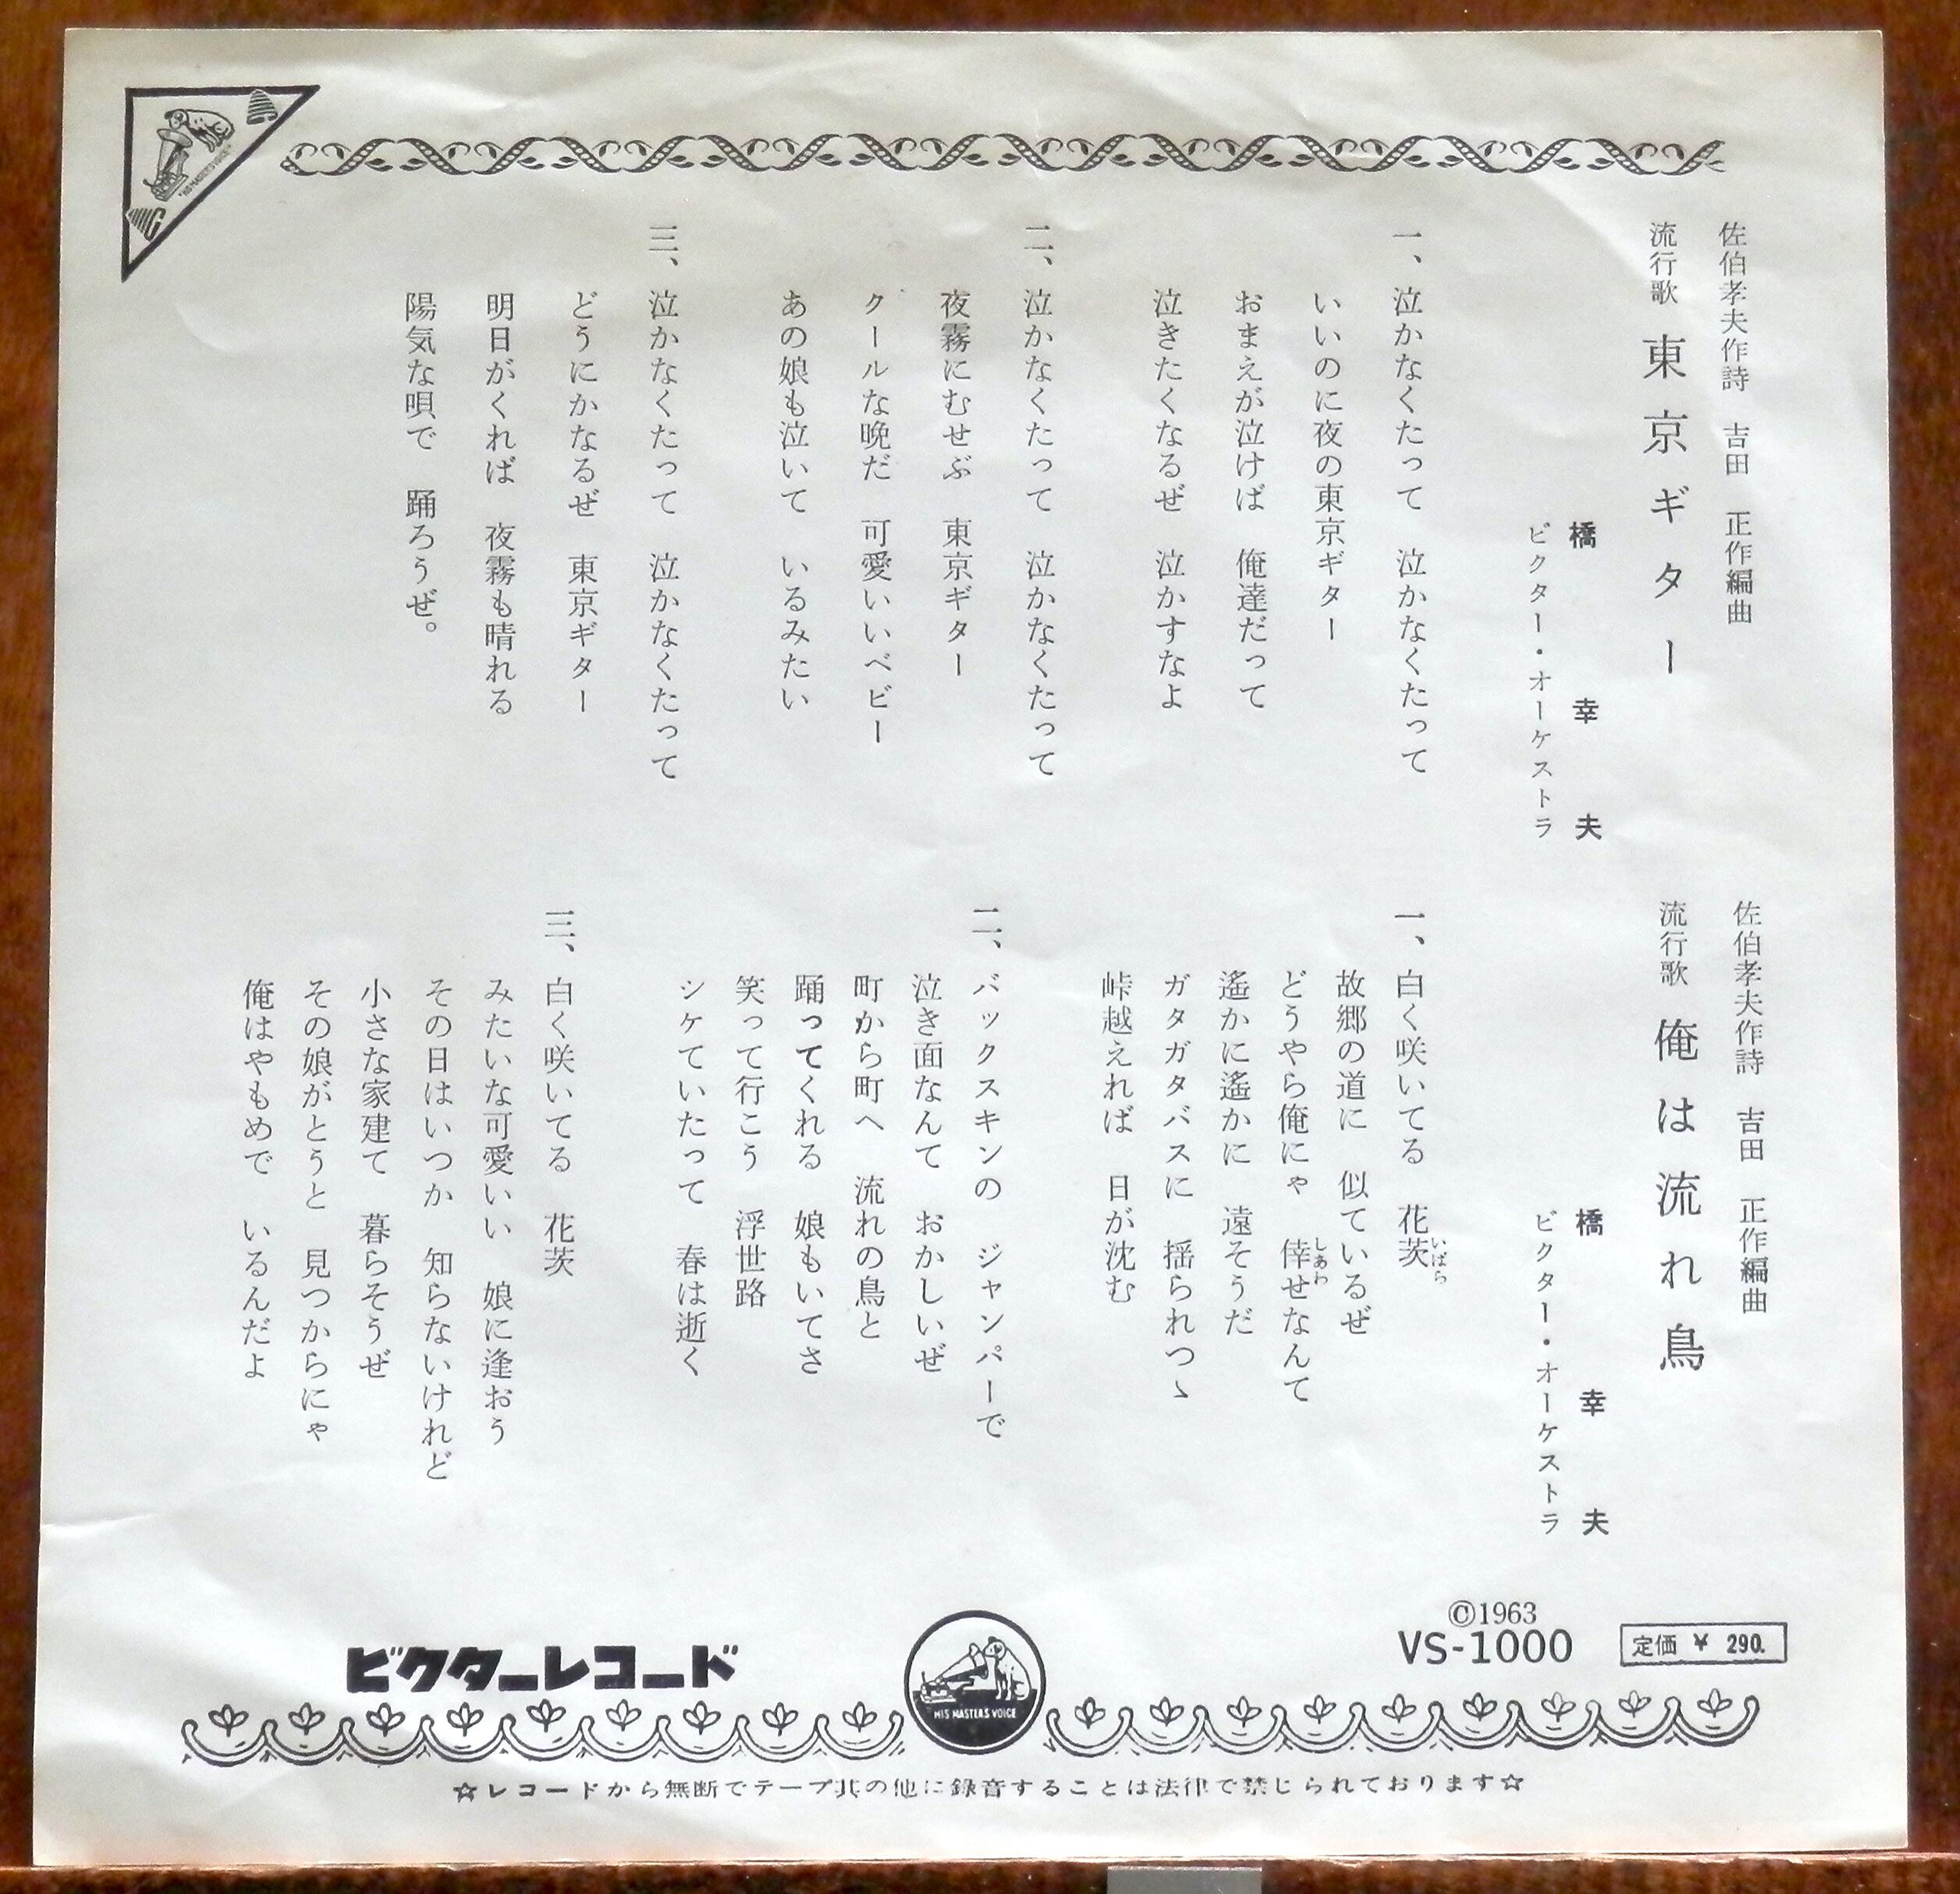 佐伯孝夫作詩　吉田　正作編曲
流行歌　東京ギター
橋　幸夫
ビクター・オーケストラ
一、泣かなくたって　泣かなくたって
いいのに夜の東京ギター
おまえが泣けば　俺達だって
泣きたくなるぜ　泣かすなよ
二、泣かなくたって　泣かなくたって
夜霧にむせぶ　東京ギター
クールな晩だ　可愛いいベビー
あの娘も泣いて　いるみたい
三、泣かなくたって　泣かなくたって
どうにかなるぜ　東京ギター
明日がくれば　夜霧も晴れる
陽気な唄で　踊ろうぜ。
佐伯孝夫作詩　吉田　正作編曲
流行歌　俺は流れ鳥
橋　幸夫
ビクター・オーケストラ
一、白く咲いてる　花茨
いばら
故郷の道に　似ているぜ
どうやら俺にゃ　倖せなんて
しあわ
遙かに遙かに　遠そうだ
ガタガタバスに　揺られつゝ
峠越えれば　日が沈む
二、バックスキンの　ジャンパーで
泣き面なんて　おかしいぜ
町から町へ　流れの鳥と
踊ってくれる　娘もいてさ
笑って行こう　浮世路
シケていたって　春は逝く
三、白く咲いてる　花茨
みたいな可愛いい　娘に逢おう
その日はいつか　知らないけれど
小さな家建て　暮らそうぜ
その娘がとうと　見つからにゃ
俺はやもめで　いるんだよ
©1963
VS-1000
定価 ￥ 290.
ビクターレコード
HIS MASTERS VOICE
☆レコードから無断でテープ其の他に録音することは法律で禁じられております☆
"HIS MASTER'S VOICE"